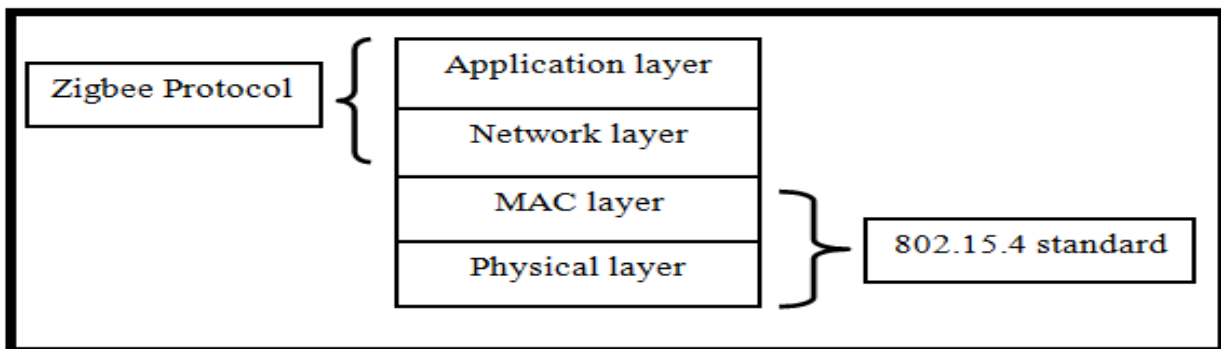 Zigbee Protocol
Application layer
Network layer
MAC layer
Physical layer
802.15.4 standard